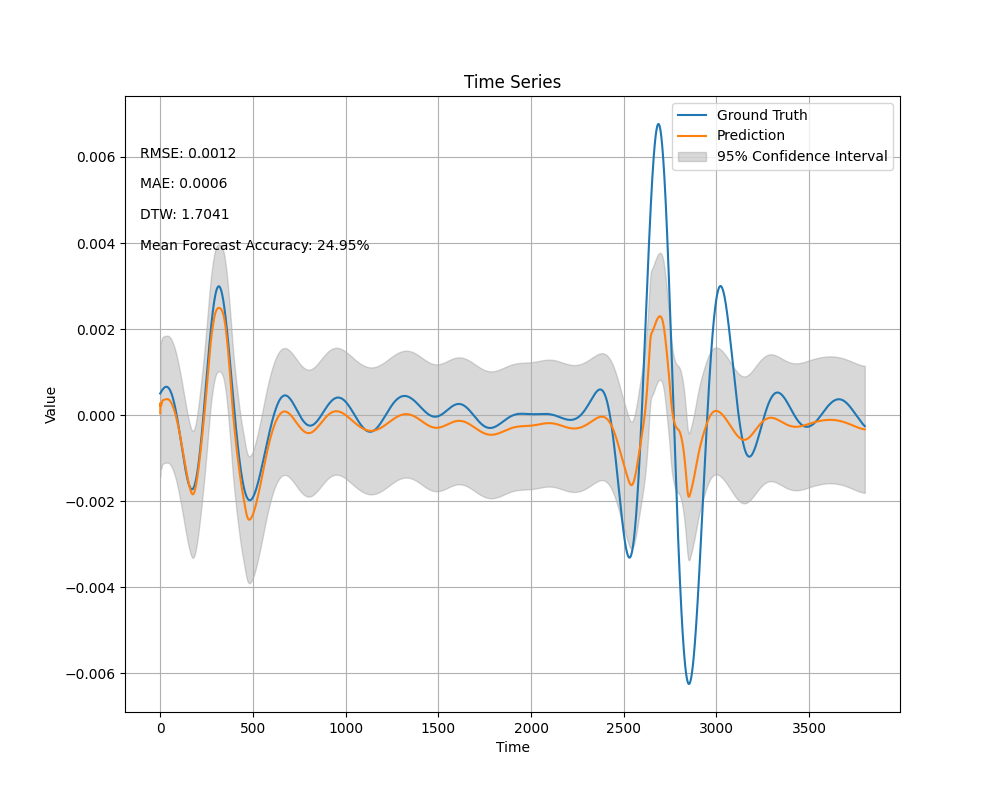 Time Series
Ground Truth
Prediction
95% Confidence Interval
RMSE: 0.0012
MAE: 0.0006
DTW: 1.7041
Mean Forecast Accuracy: 24.95%
Value
0.006
0.004
0.002
0.000
−0.002
−0.004
−0.006
0 500 1000 1500 2000 2500 3000 3500
Time